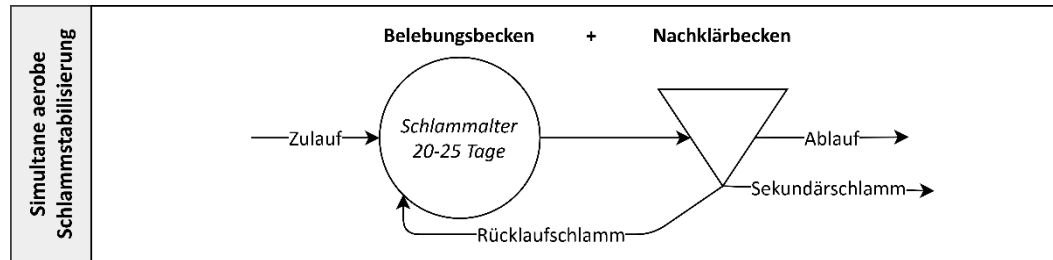 Simultane aerobe
Schlammstabilisierung
Belebungsbecken + Nachklärbecken
Zulauf
Schlammalter
20-25 Tage
Ablauf
Sekundärschlamm
Rücklaufschlamm